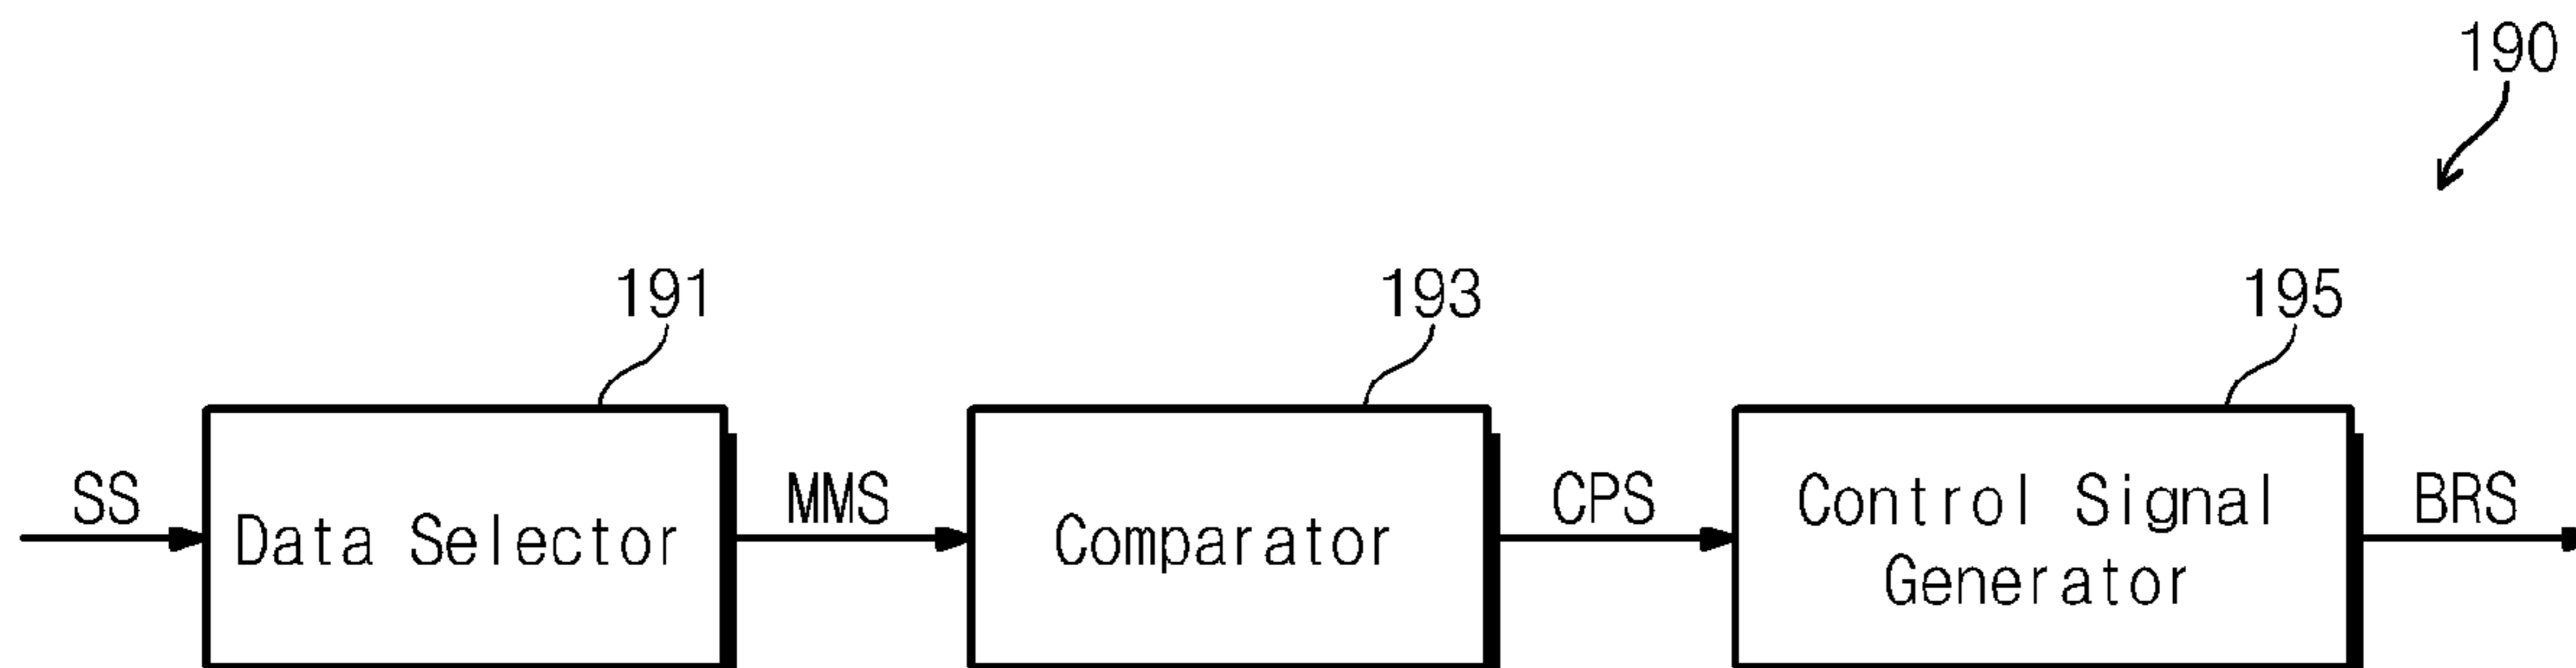 190
191
193
195
SS
Data Selector
MMS
Comparator
CPS
Control Signal
Generator
BRS